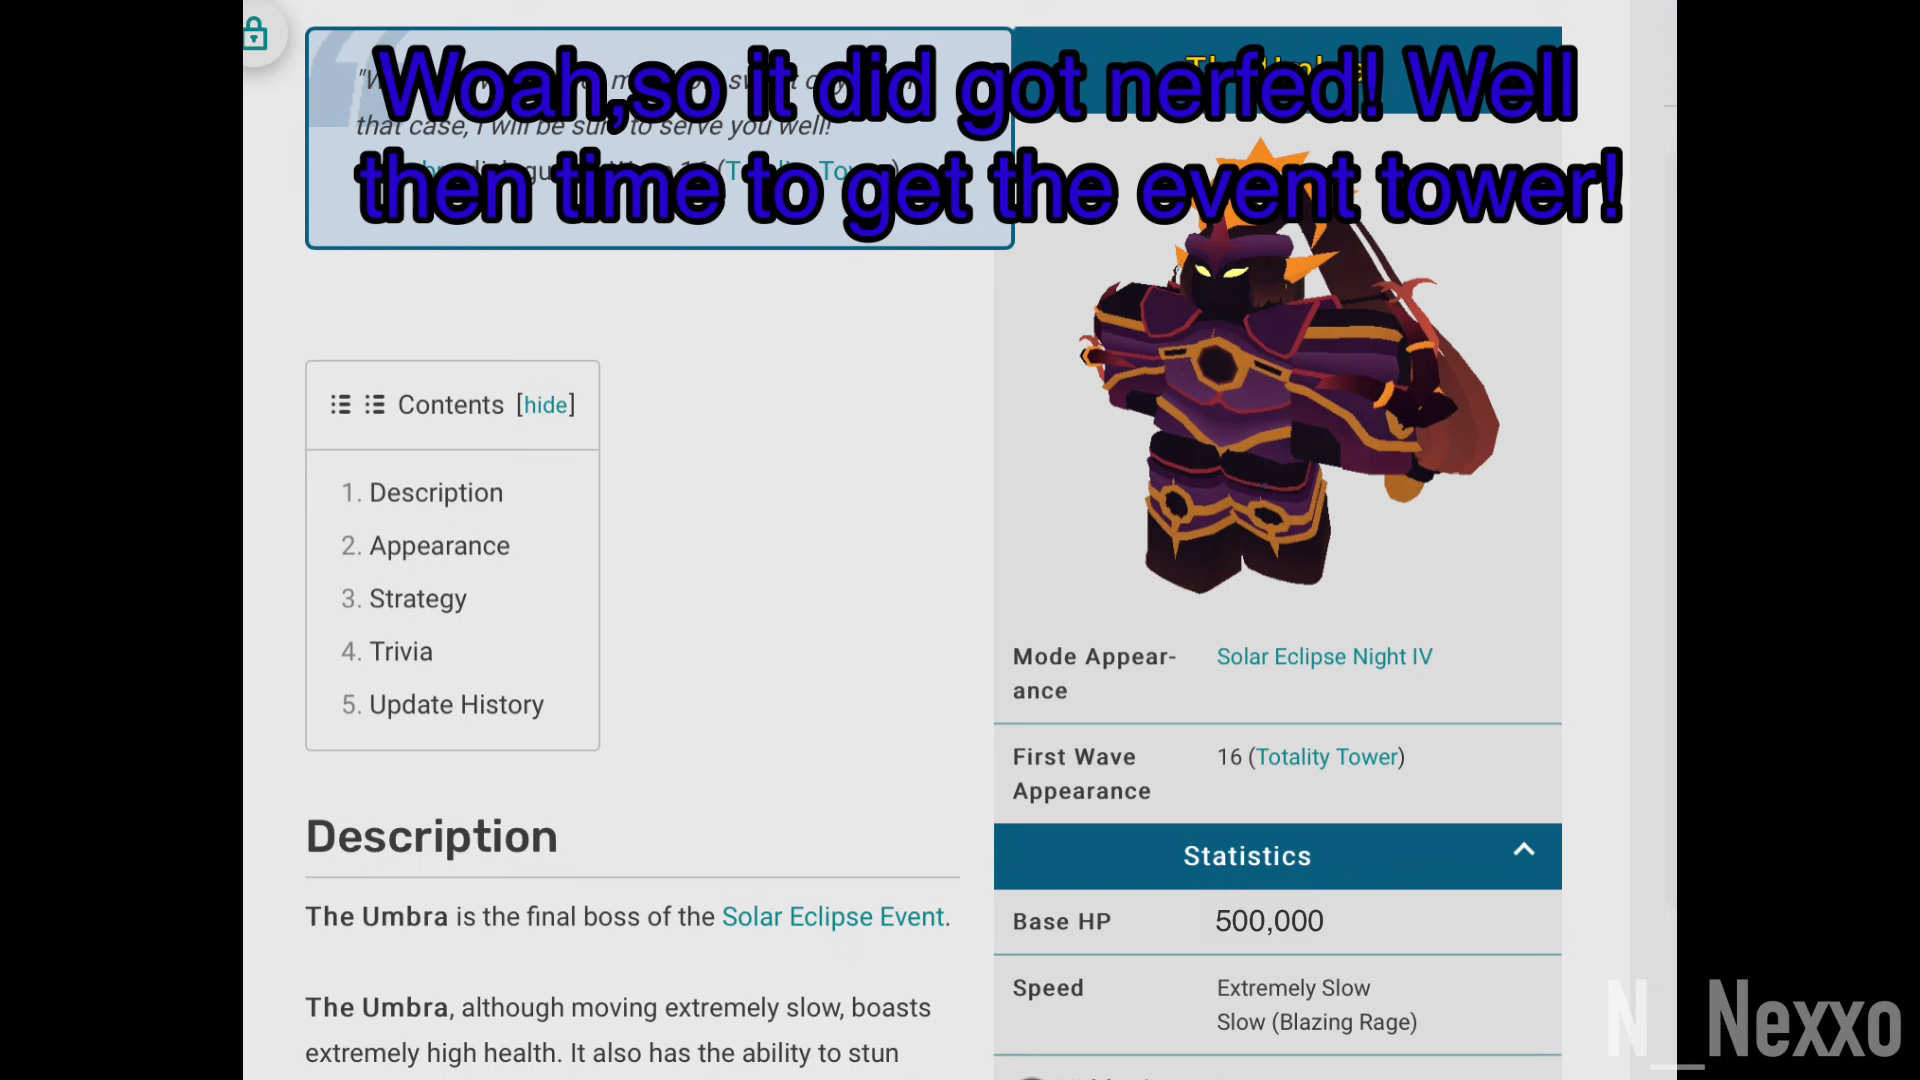 Woah,so it did got nerfed! Well
then time to get the event tower!
that case, I will be sure to serve you well!
Contents [hide]
1. Description
2. Appearance
3. Strategy
4. Trivia
5. Update History
Description
The Umbra is the final boss of the Solar Eclipse Event.
The Umbra, although moving extremely slow, boasts
extremely high health. It also has the ability to stun
Mode Appear-
ance
Solar Eclipse Night IV
First Wave
Appearance
16 (Totality Tower)
Statistics
Base HP
500,000
Speed
Extremely Slow
Slow (Blazing Rage)
N__Nexxo